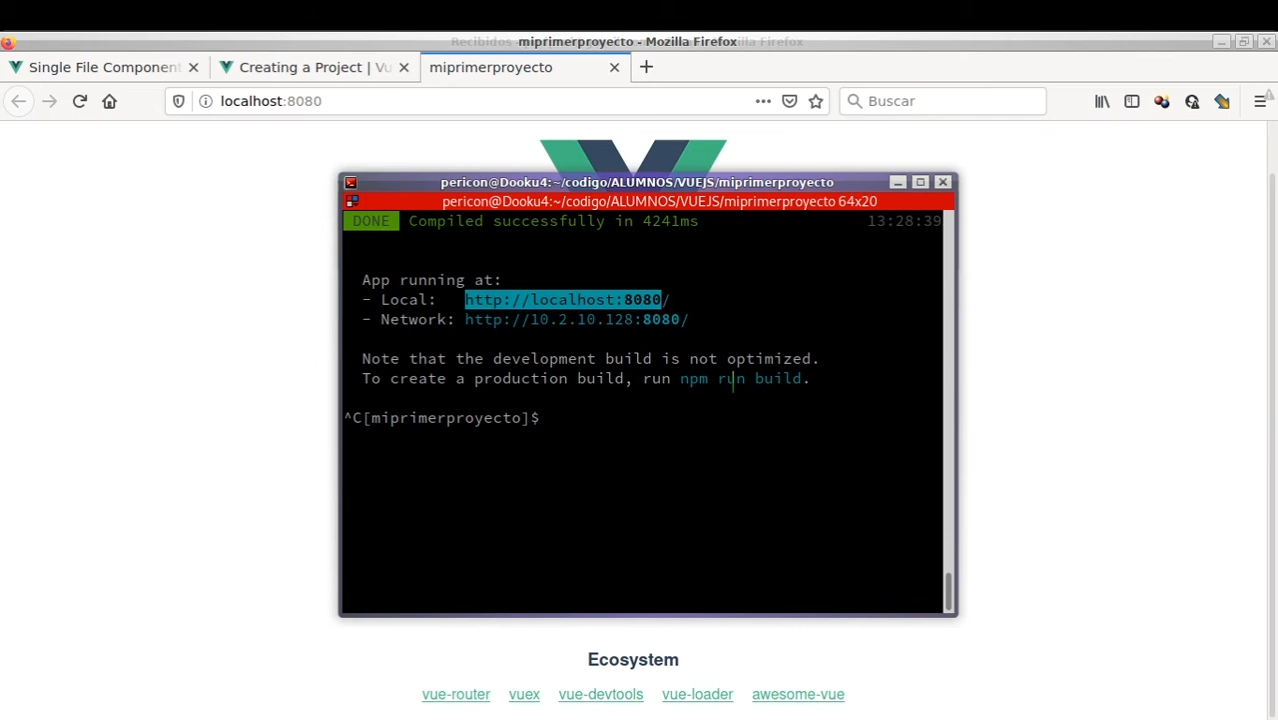 miprimerproyecto - Mozilla Firefox
Single File Component
Creating a Project | Vu
miprimerproyecto
localhost:8080
Buscar
pericon@Dooku4:~/codigo/ALUMNOS/VUEJS/miprimerproyecto
pericon@Dooku4:~/codigo/ALUMNOS/VUEJS/miprimerproyecto 64x20
DONE Compiled successfully in 4241ms 13:28:39
App running at:
- Local: http://localhost:8080/
- Network: http://10.2.10.128:8080/
Note that the development build is not optimized.
To create a production build, run npm run build.
^C[miprimerproyecto]$
Ecosystem
vue-router vuex vue-devtools vue-loader awesome-vue